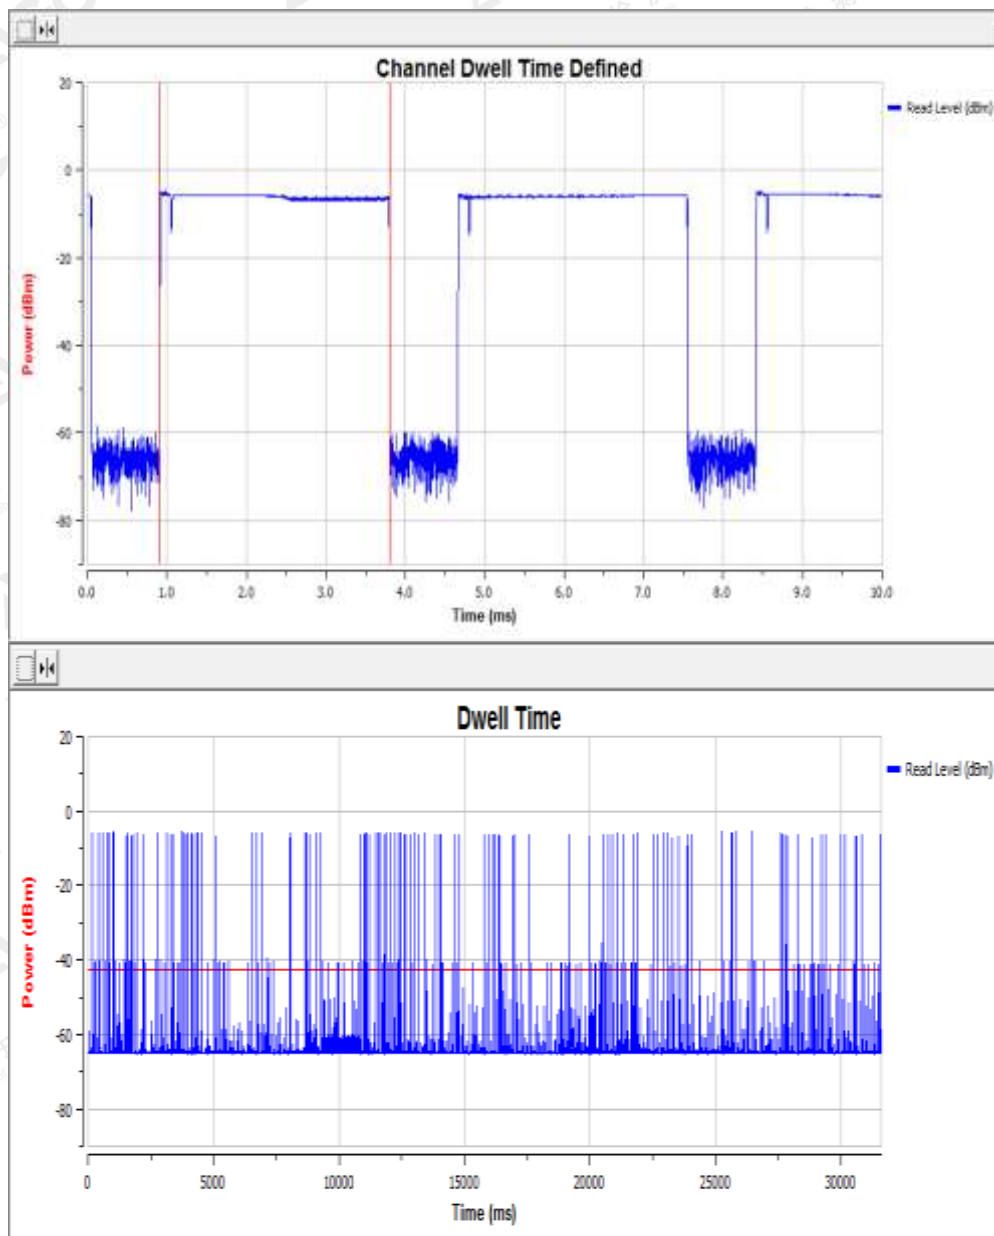 Channel Dwell Time Defined
Read Level (dBm)
Power (dBm)
20
0
-20
-40
-60
-80
0.0 1.0 2.0 3.0 4.0 5.0 6.0 7.0 8.0 9.0 10.0
Time (ms)
Dwell Time
Read Level (dBm)
Power (dBm)
20
0
-20
-40
-60
-80
0 5000 10000 15000 20000 25000 30000
Time (ms)